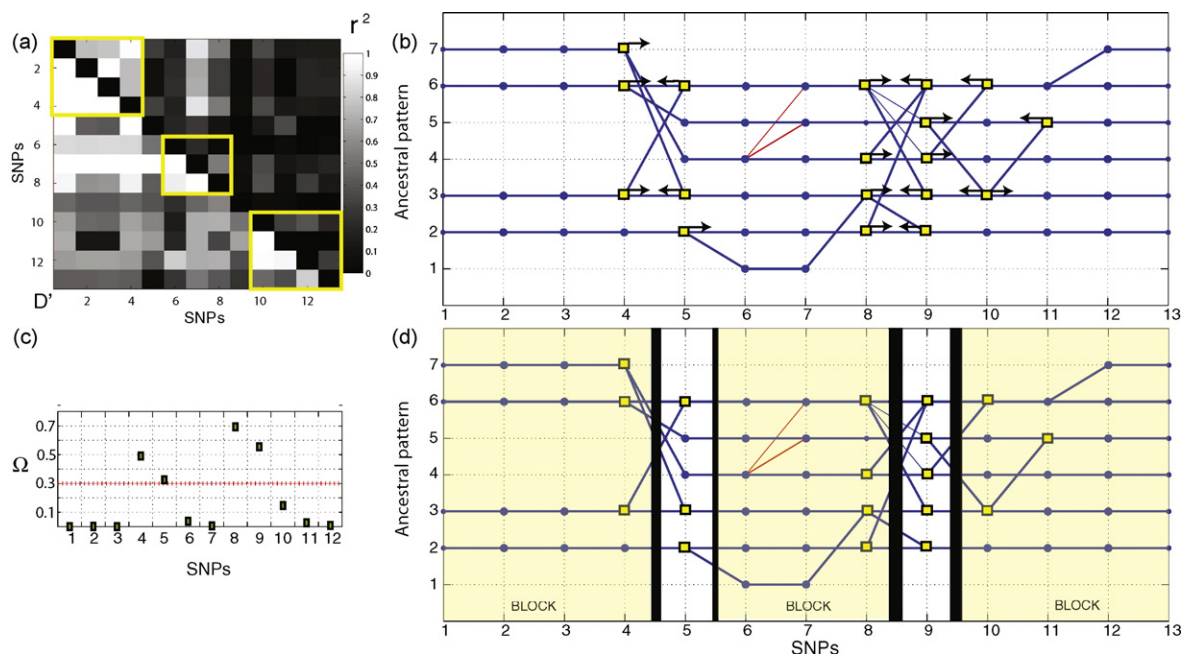 (a)
r 2
SNPs
2
4
6
8
10
12
1
0.9
0.8
0.7
0.6
0.5
0.4
0.3
0.2
0.1
0
D'
2 4 6 8 10 12
SNPs
(b)
Ancestral pattern
7
6
5
4
3
2
1
1 2 3 4 5 6 7 8 9 10 11 12 13
(c)
Ω
0.7
0.5
0.3
0.1
1 2 3 4 5 6 7 8 9 10 11 12
SNPs
(d)
Ancestral pattern
7
6
5
4
3
2
1
BLOCK BLOCK BLOCK
1 2 3 4 5 6 7 8 9 10 11 12 13
SNPs